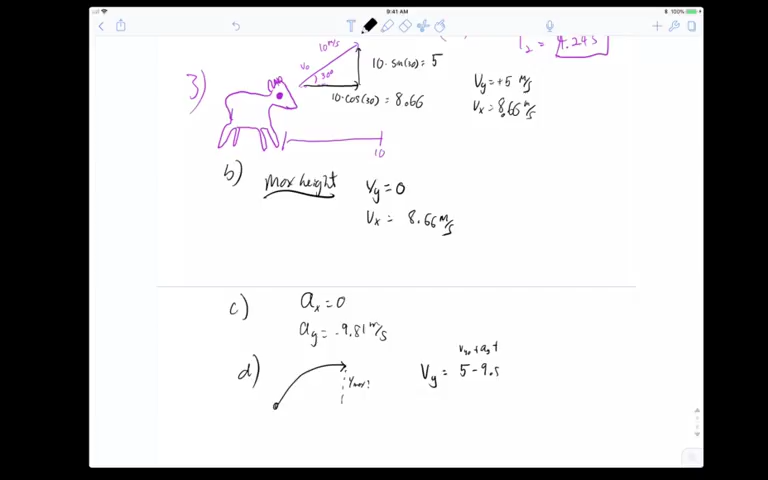 9:41 AM
100%
T
T2 = 4.245
10 m/s
10·sin(30)= 5
V0
30°
3)
10·cos(30) = 8.66
Vy = +5 m/s
Vx = 8.66 m/s
10
b) Max height Vy = 0
Vx = 8.66 m/s
c) ax = 0
ay = -9.81 m/s
d) Ymax?
Vy0 + ay t
Vy = 5 - 9.8